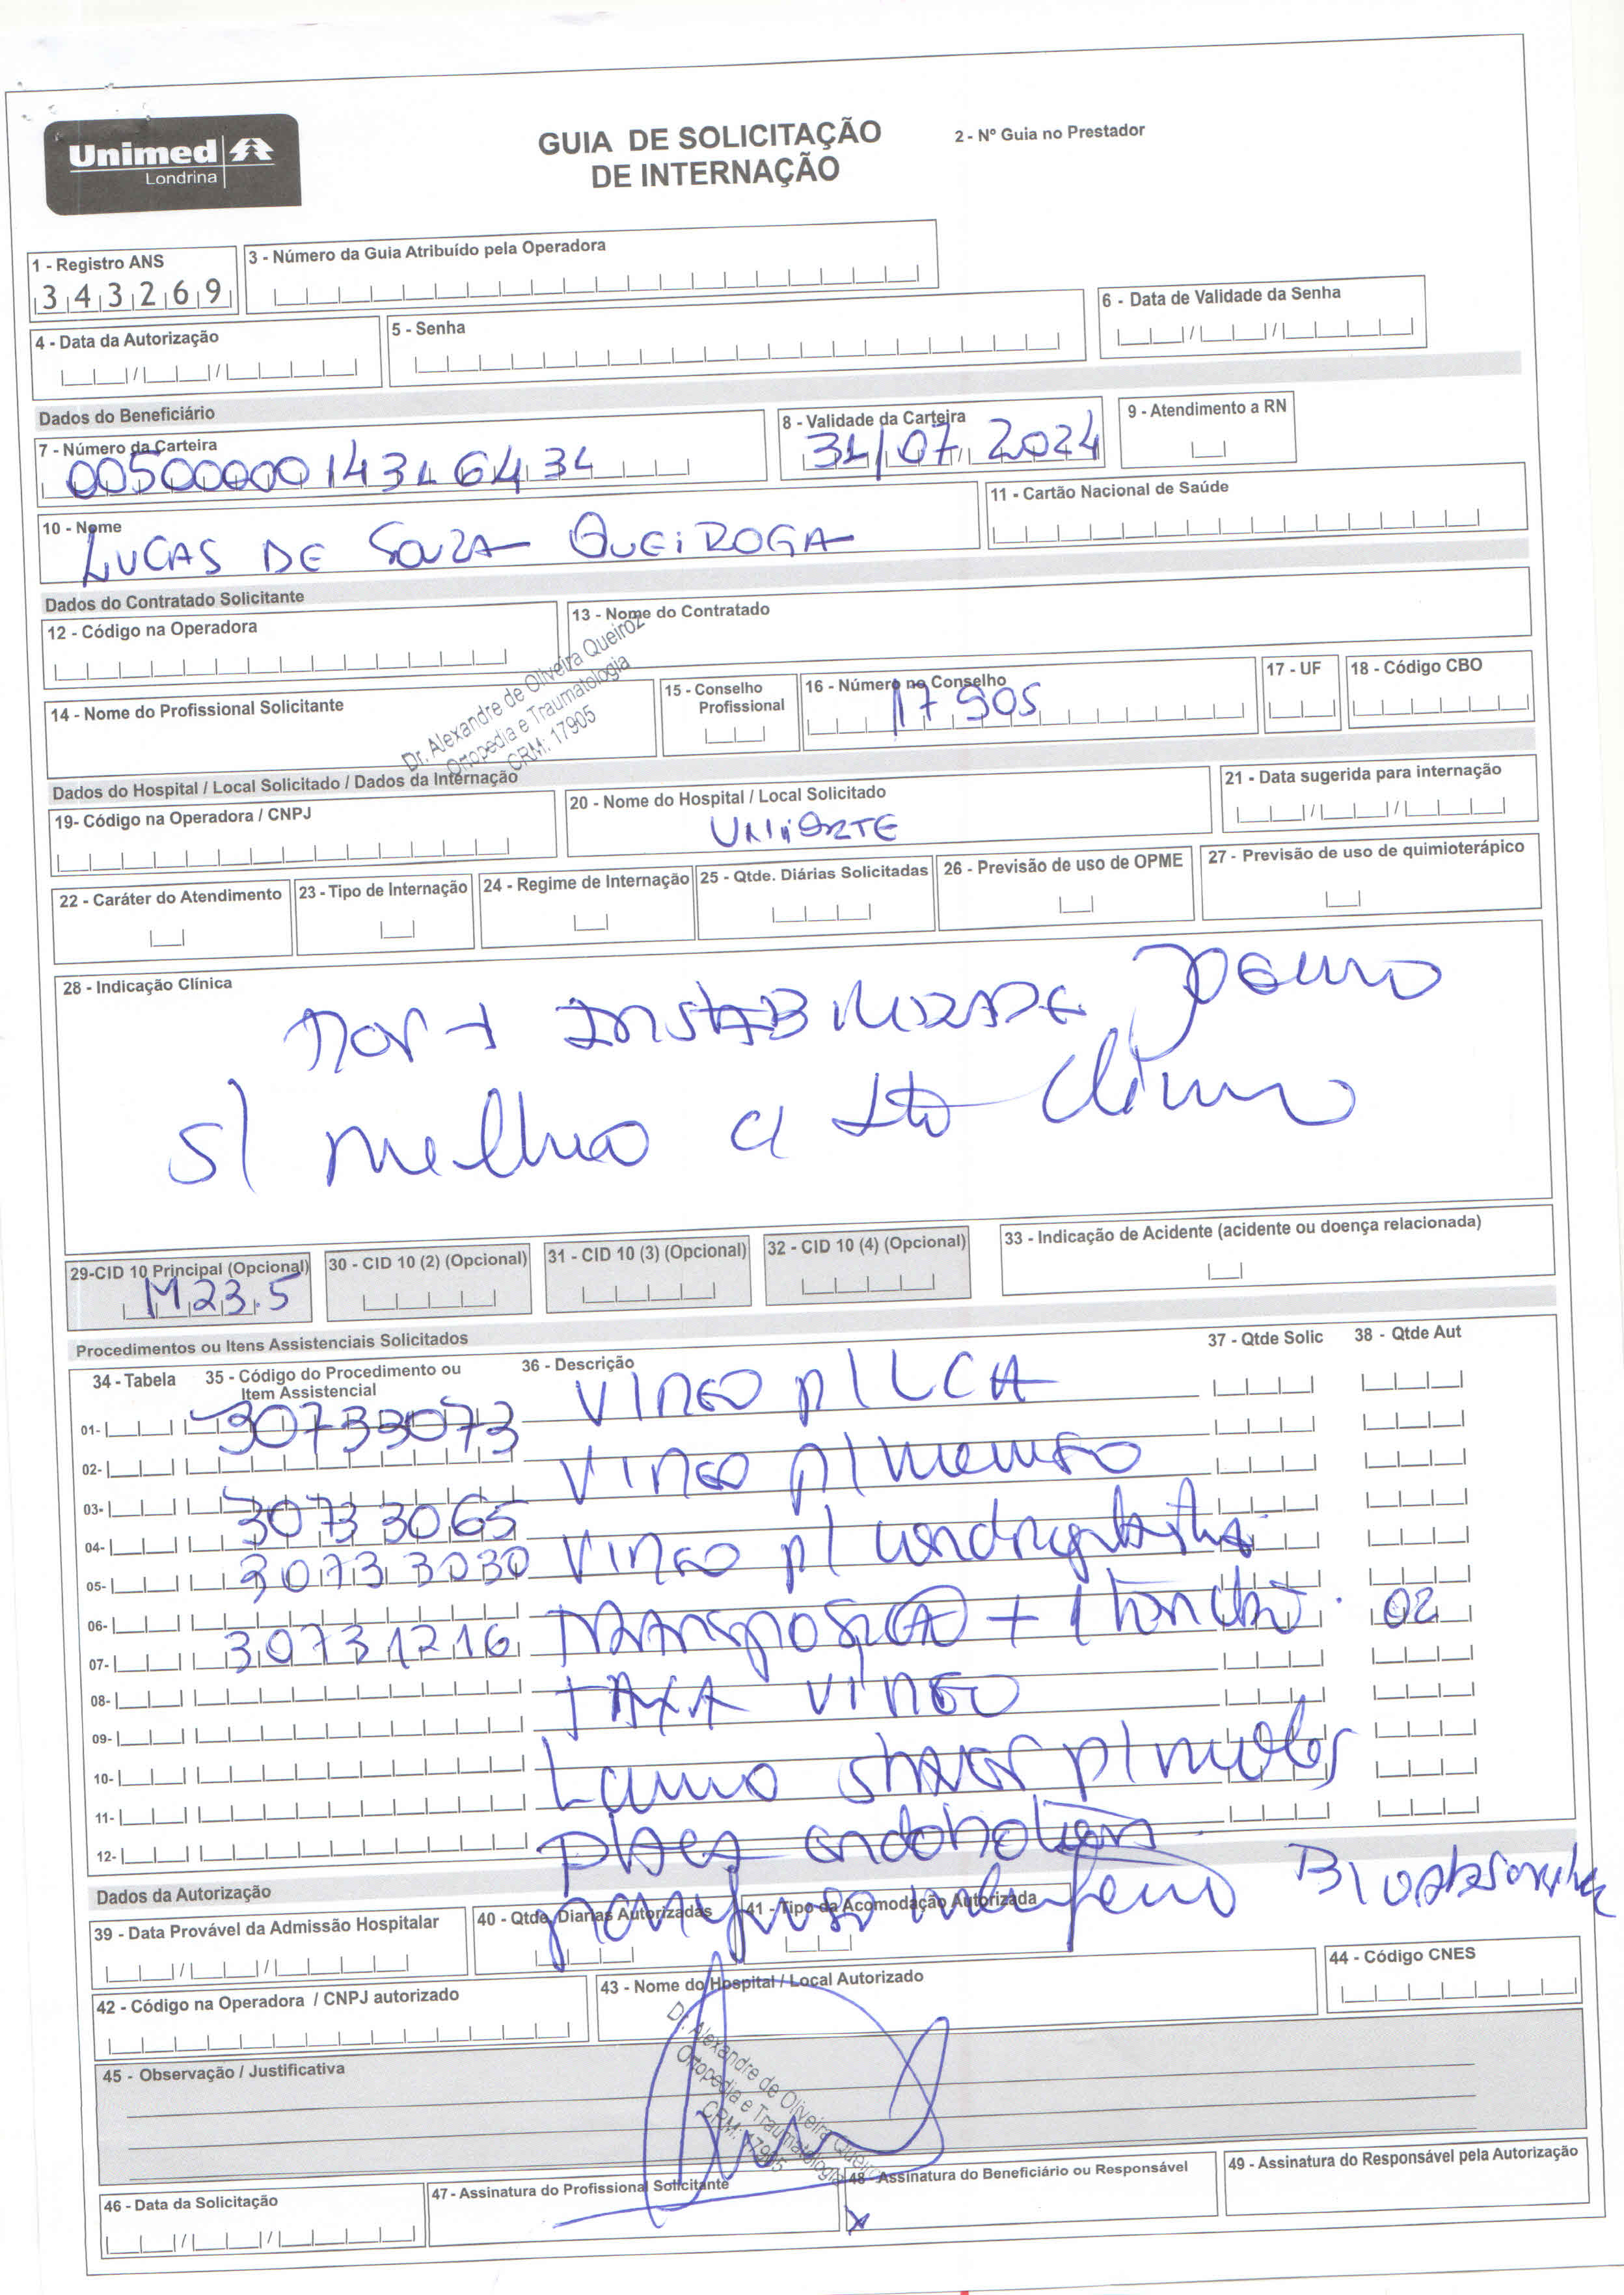 Unimed
Londrina
GUIA DE SOLICITAÇÃO
DE INTERNAÇÃO
2 - Nº Guia no Prestador
1 - Registro ANS
343269
3 - Número da Guia Atribuído pela Operadora
4 - Data da Autorização
5 - Senha
6 - Data de Validade da Senha
Dados do Beneficiário
7 - Número da Carteira
8 - Validade da Carteira
31/07/2024
9 - Atendimento a RN
10 - Nome
LUCAS DE SOUZA QUEIROGA
11 - Cartão Nacional de Saúde
Dados do Contratado Solicitante
12 - Código na Operadora
13 - Nome do Contratado
14 - Nome do Profissional Solicitante
Dr. Alexandre de Oliveira Queiroz
Ortopedia e Traumatologia
CRM: 17905
15 - Conselho Profissional
16 - Número no Conselho
17905
17 - UF
18 - Código CBO
Dados do Hospital / Local Solicitado / Dados da Internação
19- Código na Operadora / CNPJ
20 - Nome do Hospital / Local Solicitado
21 - Data sugerida para internação
22 - Caráter do Atendimento
23 - Tipo de Internação
24 - Regime de Internação
25 - Qtde. Diárias Solicitadas
26 - Previsão de uso de OPME
27 - Previsão de uso de quimioterápico
28 - Indicação Clínica
DOR + INSTABILIDADE
s/ melhora c/ tto clínico
29-CID 10 Principal (Opcional)
M23.5
30 - CID 10 (2) (Opcional)
31 - CID 10 (3) (Opcional)
32 - CID 10 (4) (Opcional)
33 - Indicação de Acidente (acidente ou doença relacionada)
Procedimentos ou Itens Assistenciais Solicitados
34 - Tabela
35 - Código do Procedimento ou Item Assistencial
36 - Descrição
37 - Qtde Solic
38 - Qtde Aut
01-
30733073
VIDEO p/ LCA
02-
VIDEO p/ menisco
03-
30733065
04-
VIDEO p/ condroplastia
05-
30733030
06-
TRANSPOSIÇÃO + 1 tendão. 02
07-
30731216
08-
TAXA VIDEO
09-
10-
Lamina shaver p/ partes moles
11-
12-
placa endobotton
parafuso interferência
Dados da Autorização
39 - Data Provável da Admissão Hospitalar
40 - Qtde. Diárias Autorizadas
41 - Tipo da Acomodação Autorizada
42 - Código na Operadora / CNPJ autorizado
43 - Nome do Hospital / Local Autorizado
44 - Código CNES
45 - Observação / Justificativa
Dr. Alexandre de Oliveira Queiroz
Ortopedia e Traumatologia
CRM: 17905
46 - Data da Solicitação
47 - Assinatura do Profissional Solicitante
48 - Assinatura do Beneficiário ou Responsável
x
49 - Assinatura do Responsável pela Autorização